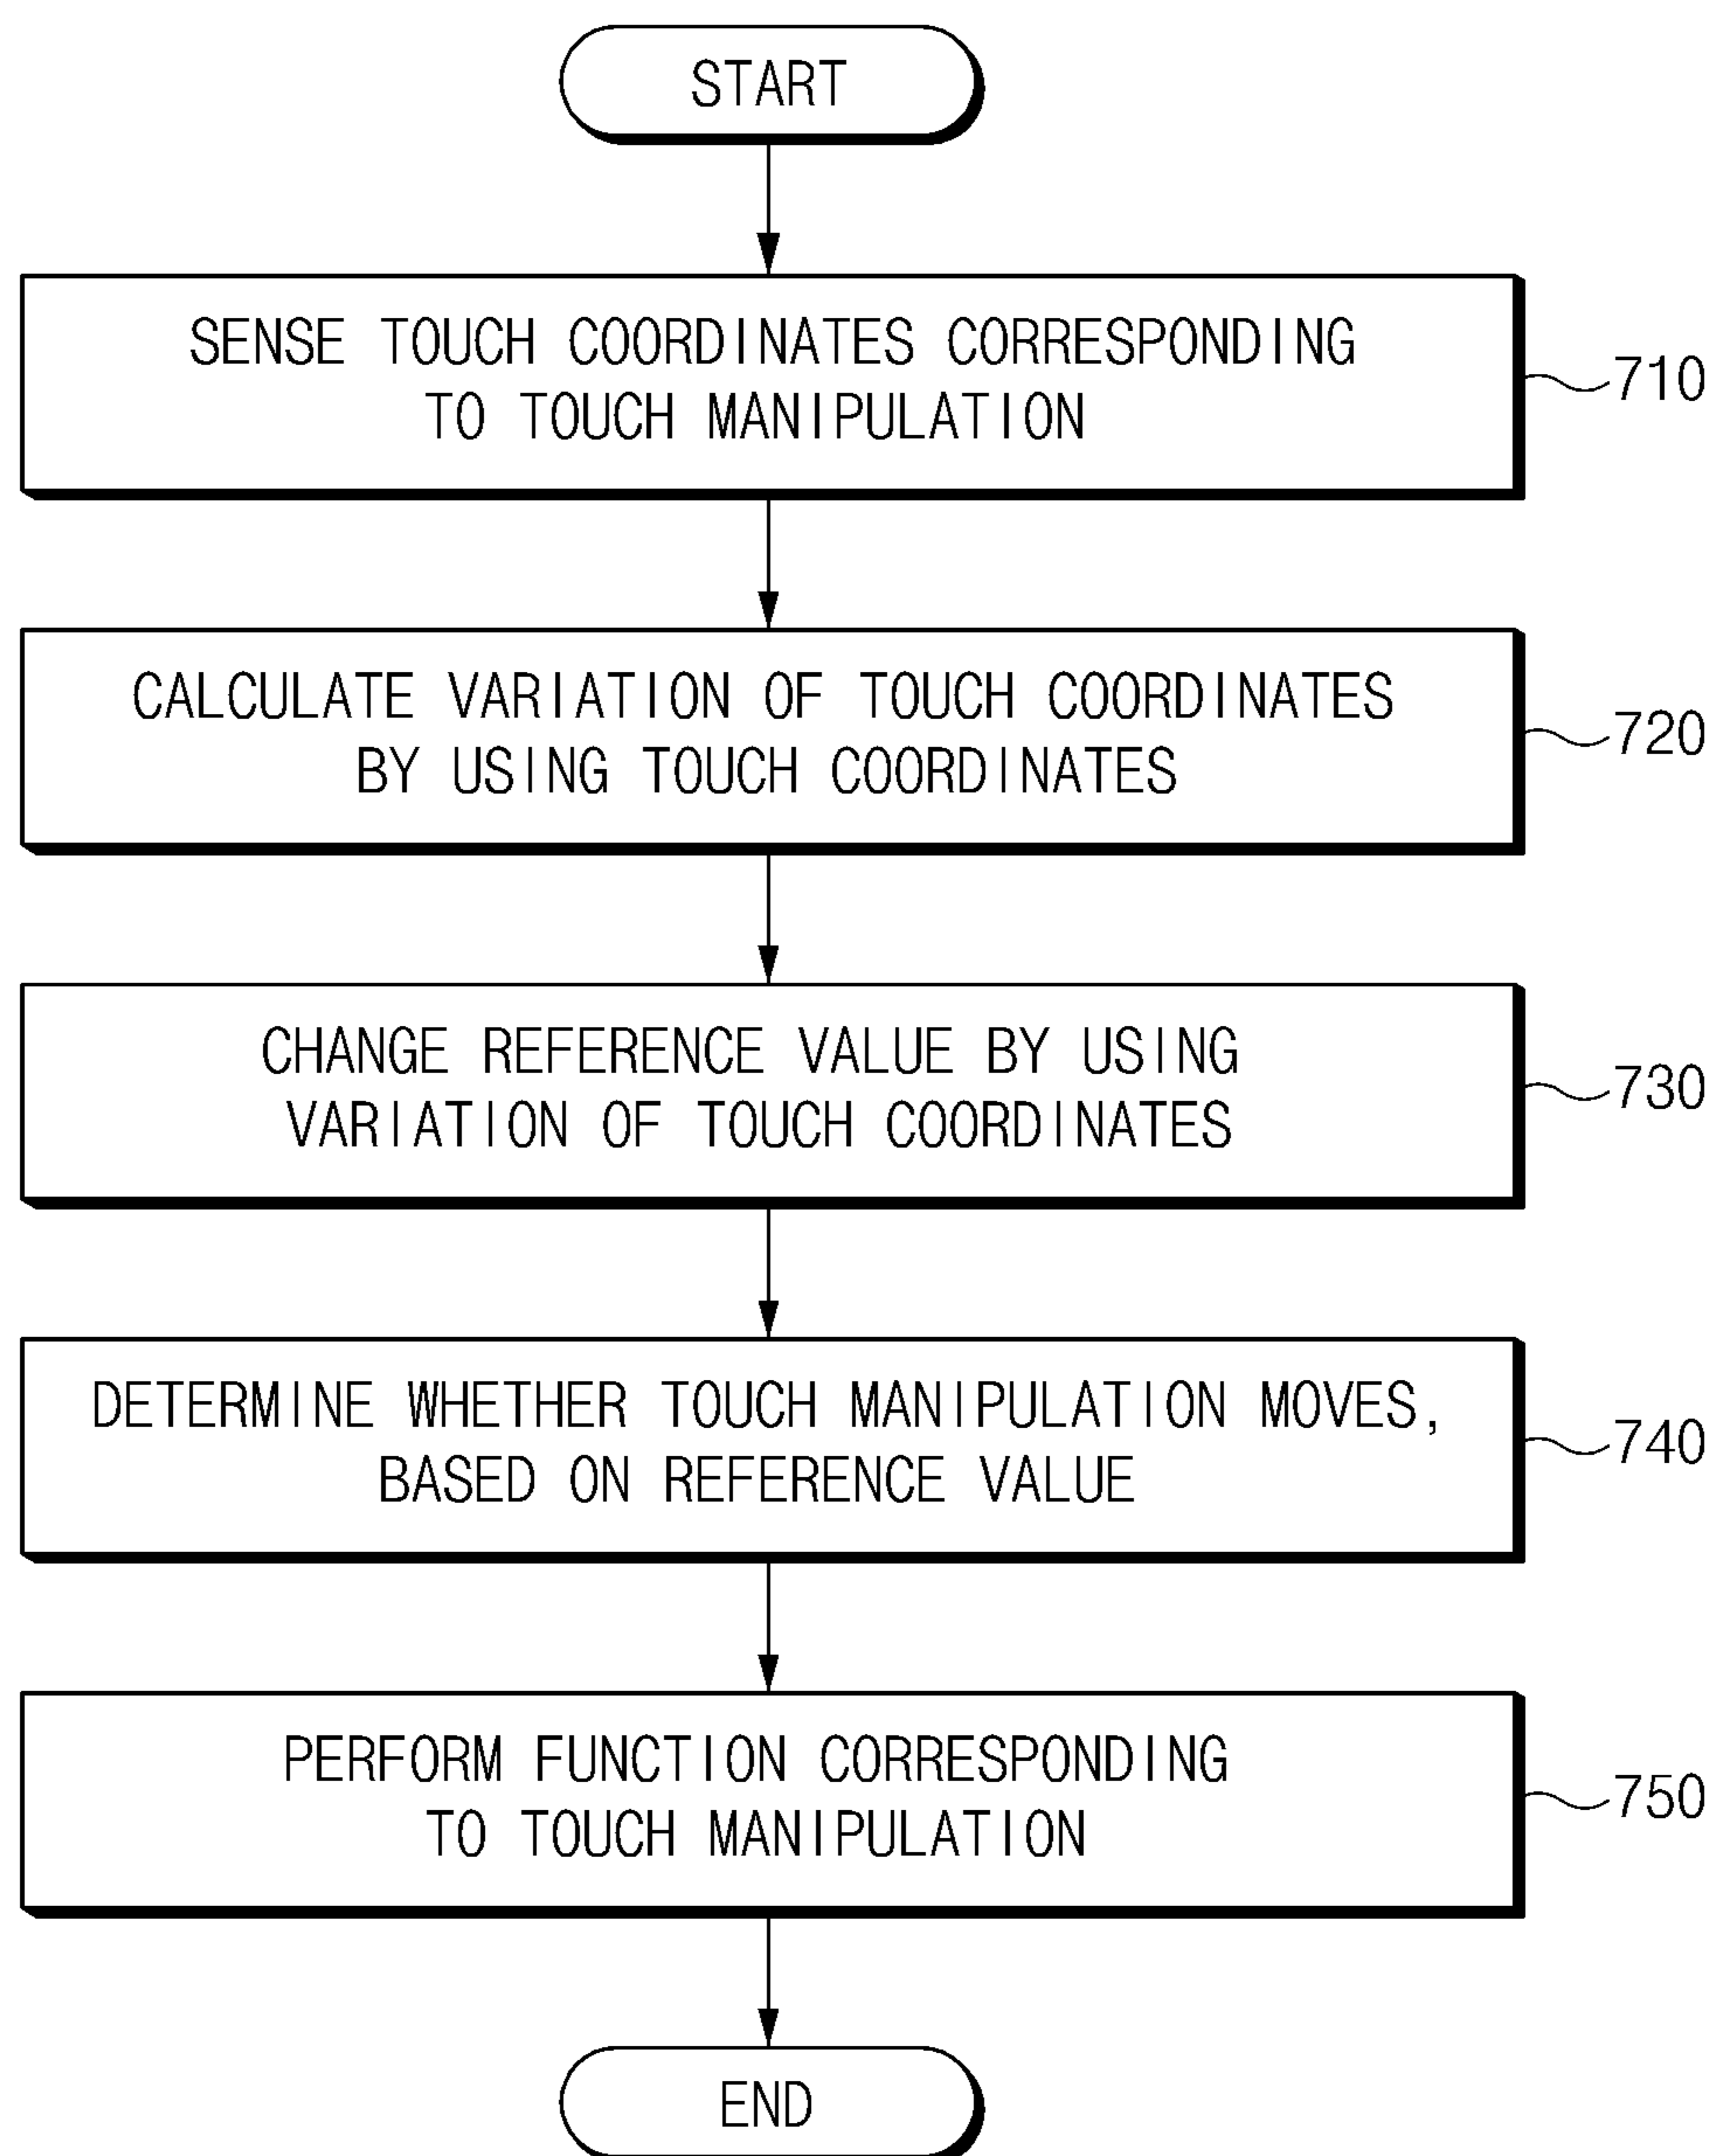 START
SENSE TOUCH COORDINATES CORRESPONDING
TO TOUCH MANIPULATION
710
CALCULATE VARIATION OF TOUCH COORDINATES
BY USING TOUCH COORDINATES
720
CHANGE REFERENCE VALUE BY USING
VARIATION OF TOUCH COORDINATES
730
DETERMINE WHETHER TOUCH MANIPULATION MOVES,
BASED ON REFERENCE VALUE
740
PERFORM FUNCTION CORRESPONDING
TO TOUCH MANIPULATION
750
END